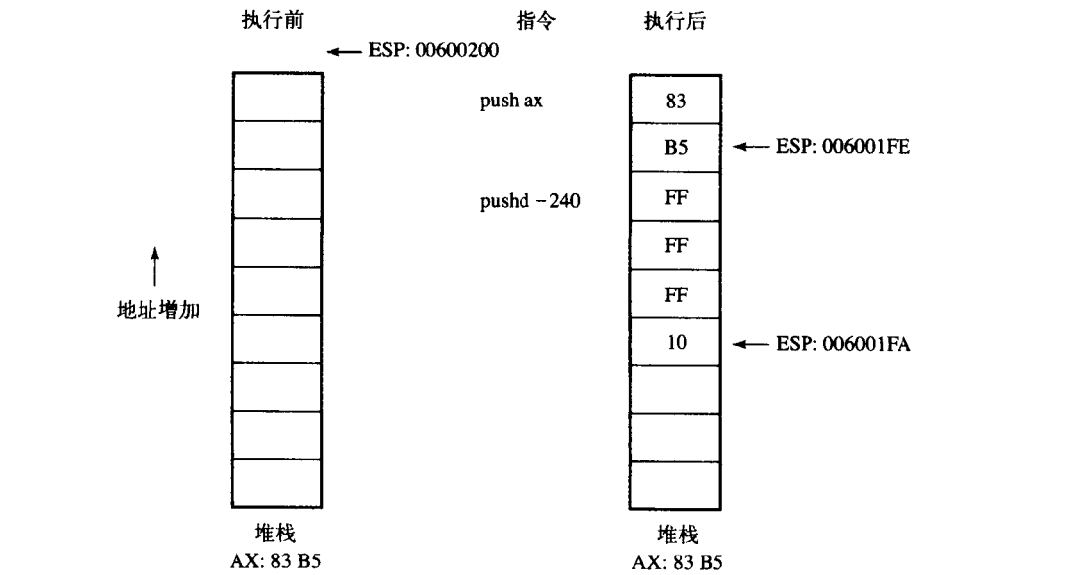 执行前 指令 执行后
ESP: 00600200
push ax 83
B5 ESP: 006001FE
pushd −240 FF
FF
地址增加 FF
10 ESP: 006001FA
堆栈 堆栈
AX: 83 B5 AX: 83 B5